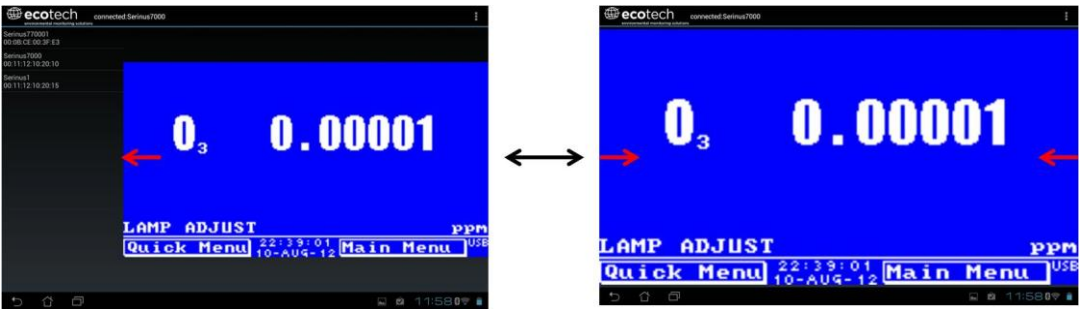 ecotech connected:Serinus7000
environmental monitoring solutions
Serinus770001
00:0B:CE:00:3F:E3
Serinus7000
00:11:12:10:20:10
Serinus1
00:11:12:10:20:15
O3 0.00001
LAMP ADJUST ppm
Quick Menu 22:39:01 Main Menu USB
10-AUG-12
11:58
ecotech connected:Serinus7000
environmental monitoring solutions
O3 0.00001
LAMP ADJUST ppm
Quick Menu 22:39:01 Main Menu USB
10-AUG-12
11:58